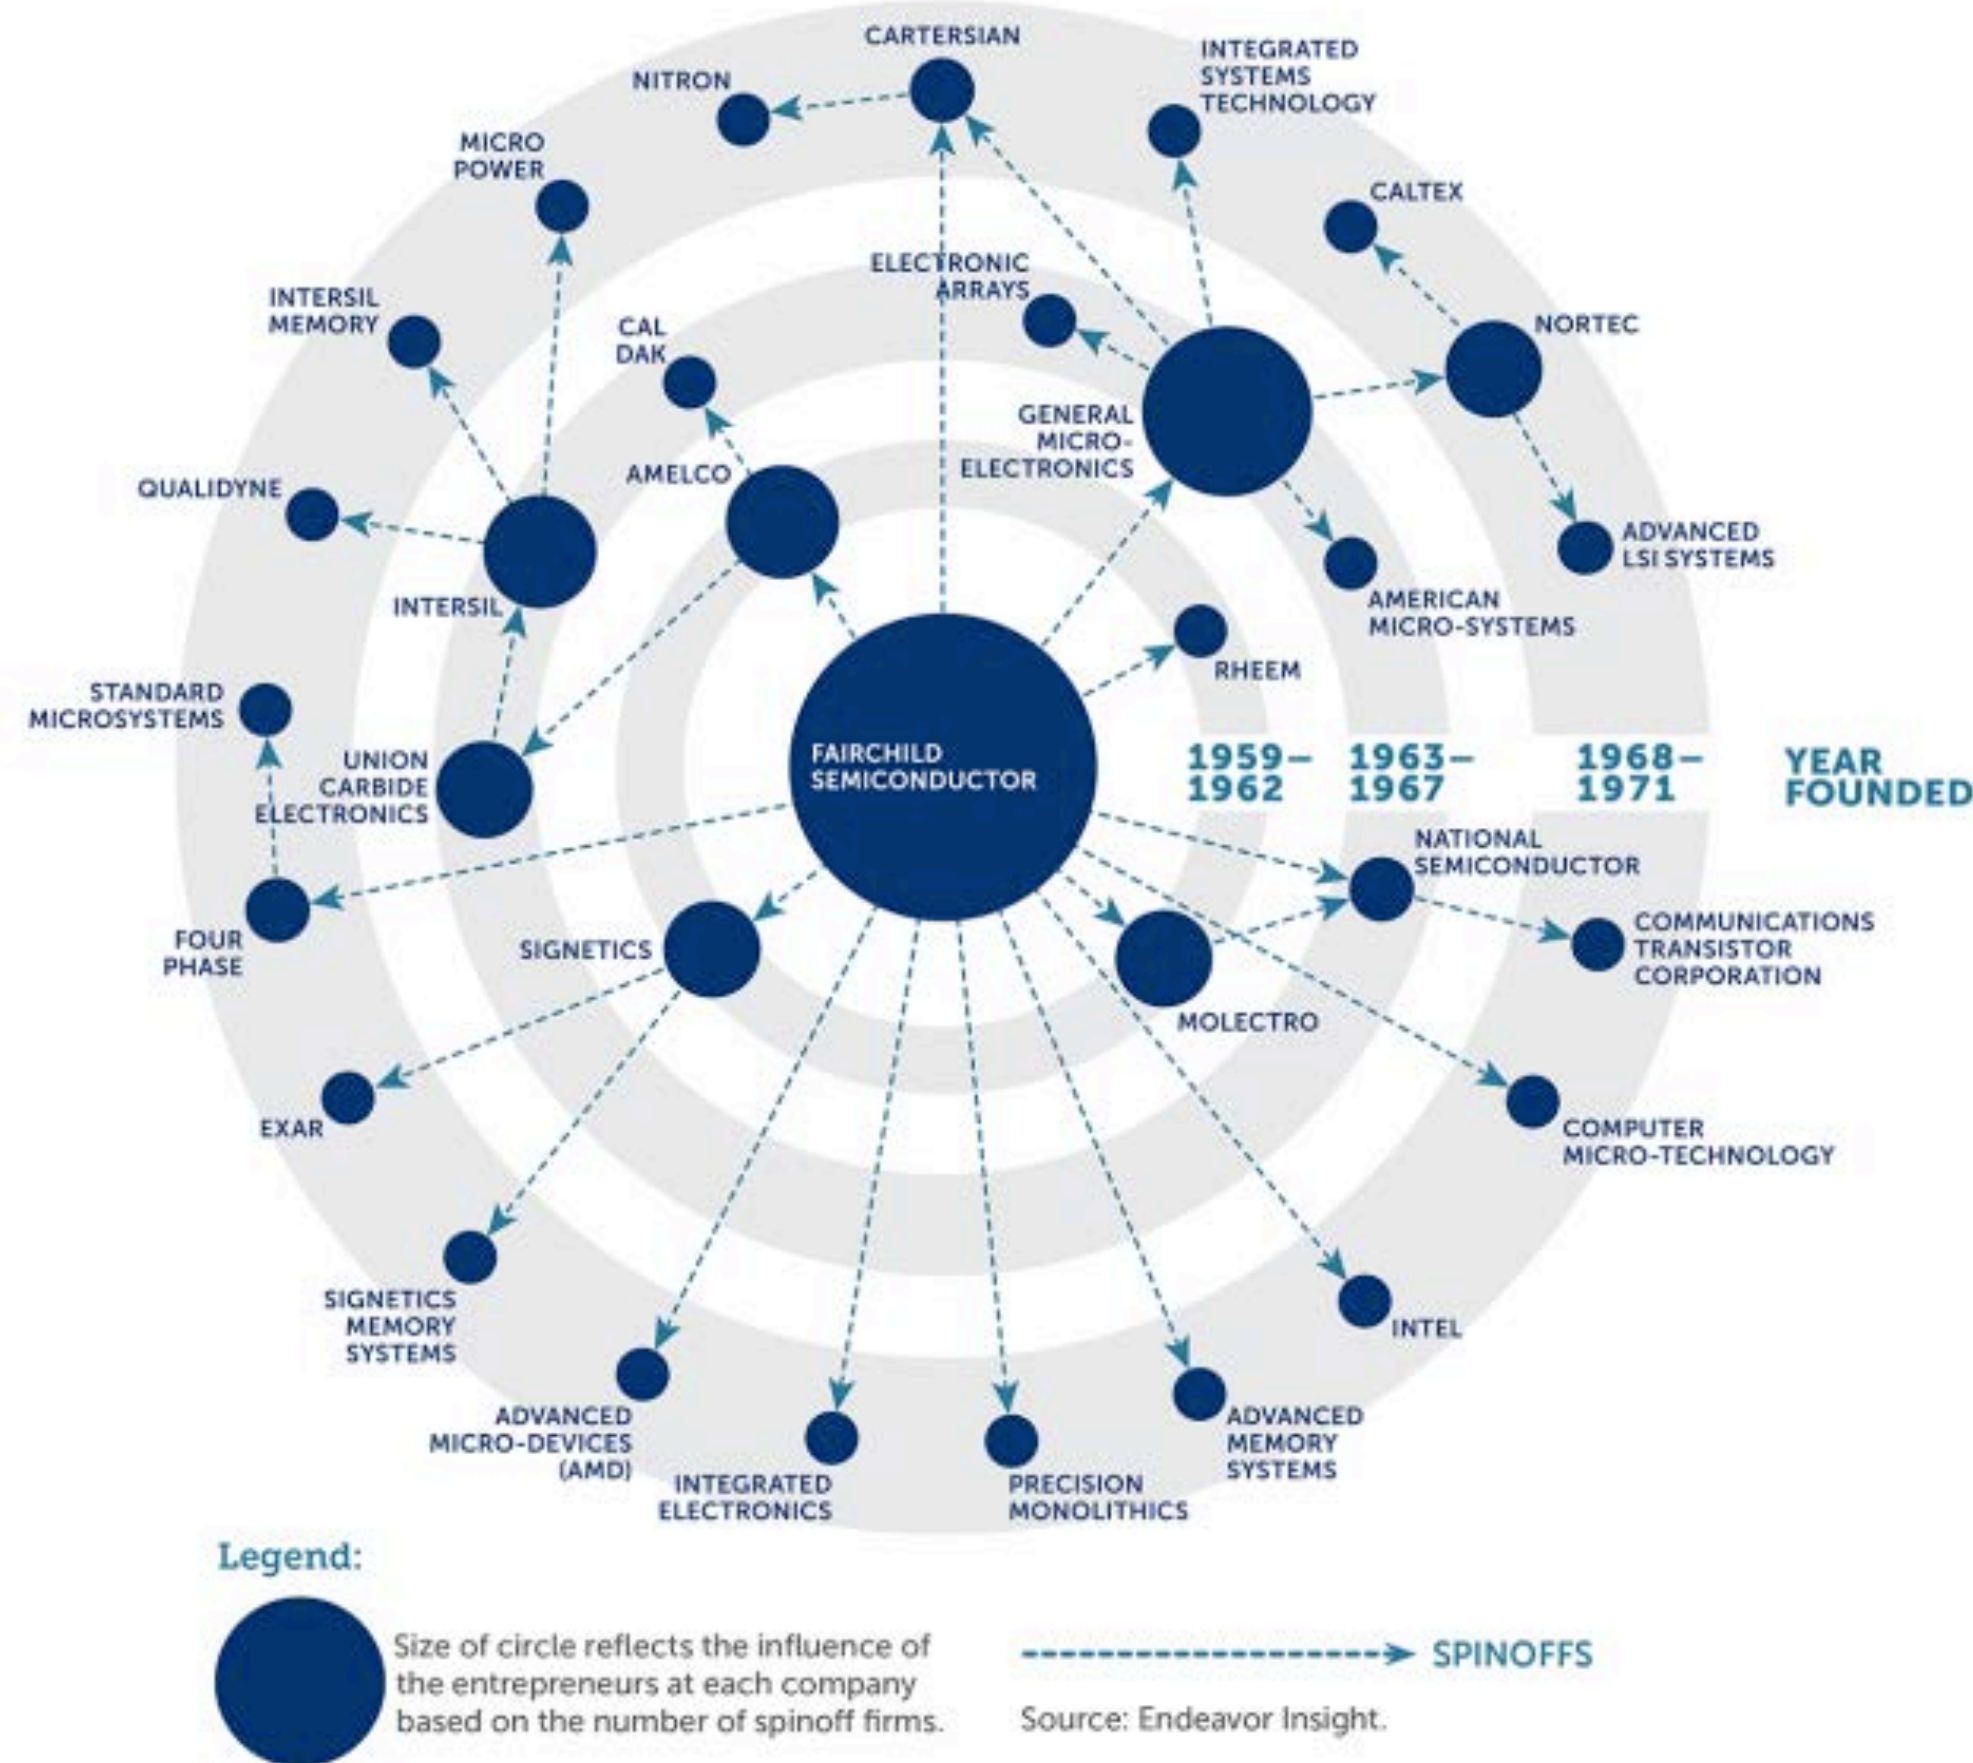 CARTERSIAN
INTEGRATED
SYSTEMS
TECHNOLOGY
NITRON
MICRO
POWER
CALTEX
ELECTRONIC
ARRAYS
INTERSIL
MEMORY
CAL
DAK
NORTEC
GENERAL
MICRO-
ELECTRONICS
AMELCO
QUALIDYNE
ADVANCED
LSI SYSTEMS
INTERSIL
AMERICAN
MICRO-SYSTEMS
RHEEM
STANDARD
MICROSYSTEMS
UNION
CARBIDE
ELECTRONICS
FAIRCHILD
SEMICONDUCTOR
1959–
1962
1963–
1967
1968–
1971
YEAR
FOUNDED
NATIONAL
SEMICONDUCTOR
COMMUNICATIONS
TRANSISTOR
CORPORATION
FOUR
PHASE
SIGNETICS
MOLECTRO
EXAR
COMPUTER
MICRO-TECHNOLOGY
SIGNETICS
MEMORY
SYSTEMS
INTEL
ADVANCED
MICRO-DEVICES
(AMD)
INTEGRATED
ELECTRONICS
PRECISION
MONOLITHICS
ADVANCED
MEMORY
SYSTEMS
Legend:
Size of circle reflects the influence of
the entrepreneurs at each company
based on the number of spinoff firms.
SPINOFFS
Source: Endeavor Insight.